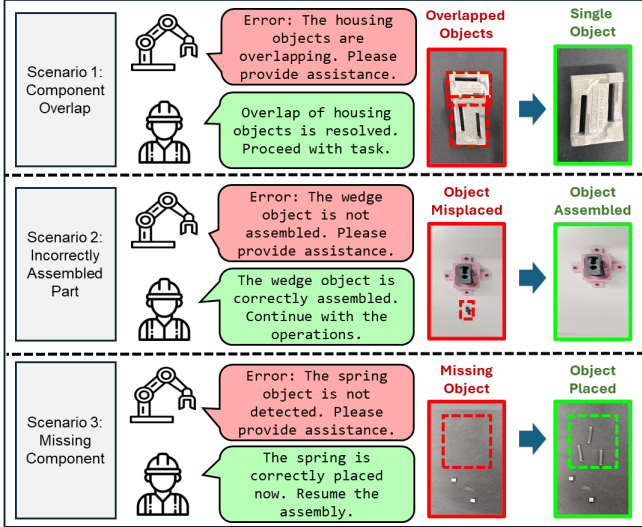 Scenario 1:
Component
Overlap
Error: The housing
objects are
overlapping. Please
provide assistance.
Overlap of housing
objects is resolved.
Proceed with task.
Overlapped
Objects
Single
Object
Scenario 2:
Incorrectly
Assembled
Part
Error: The wedge
object is not
assembled. Please
provide assistance.
The wedge object is
correctly assembled.
Continue with the
operations.
Object
Misplaced
Object
Assembled
Scenario 3:
Missing
Component
Error: The spring
object is not
detected. Please
provide assistance.
The spring is
correctly placed
now. Resume the
assembly.
Missing
Object
Object
Placed